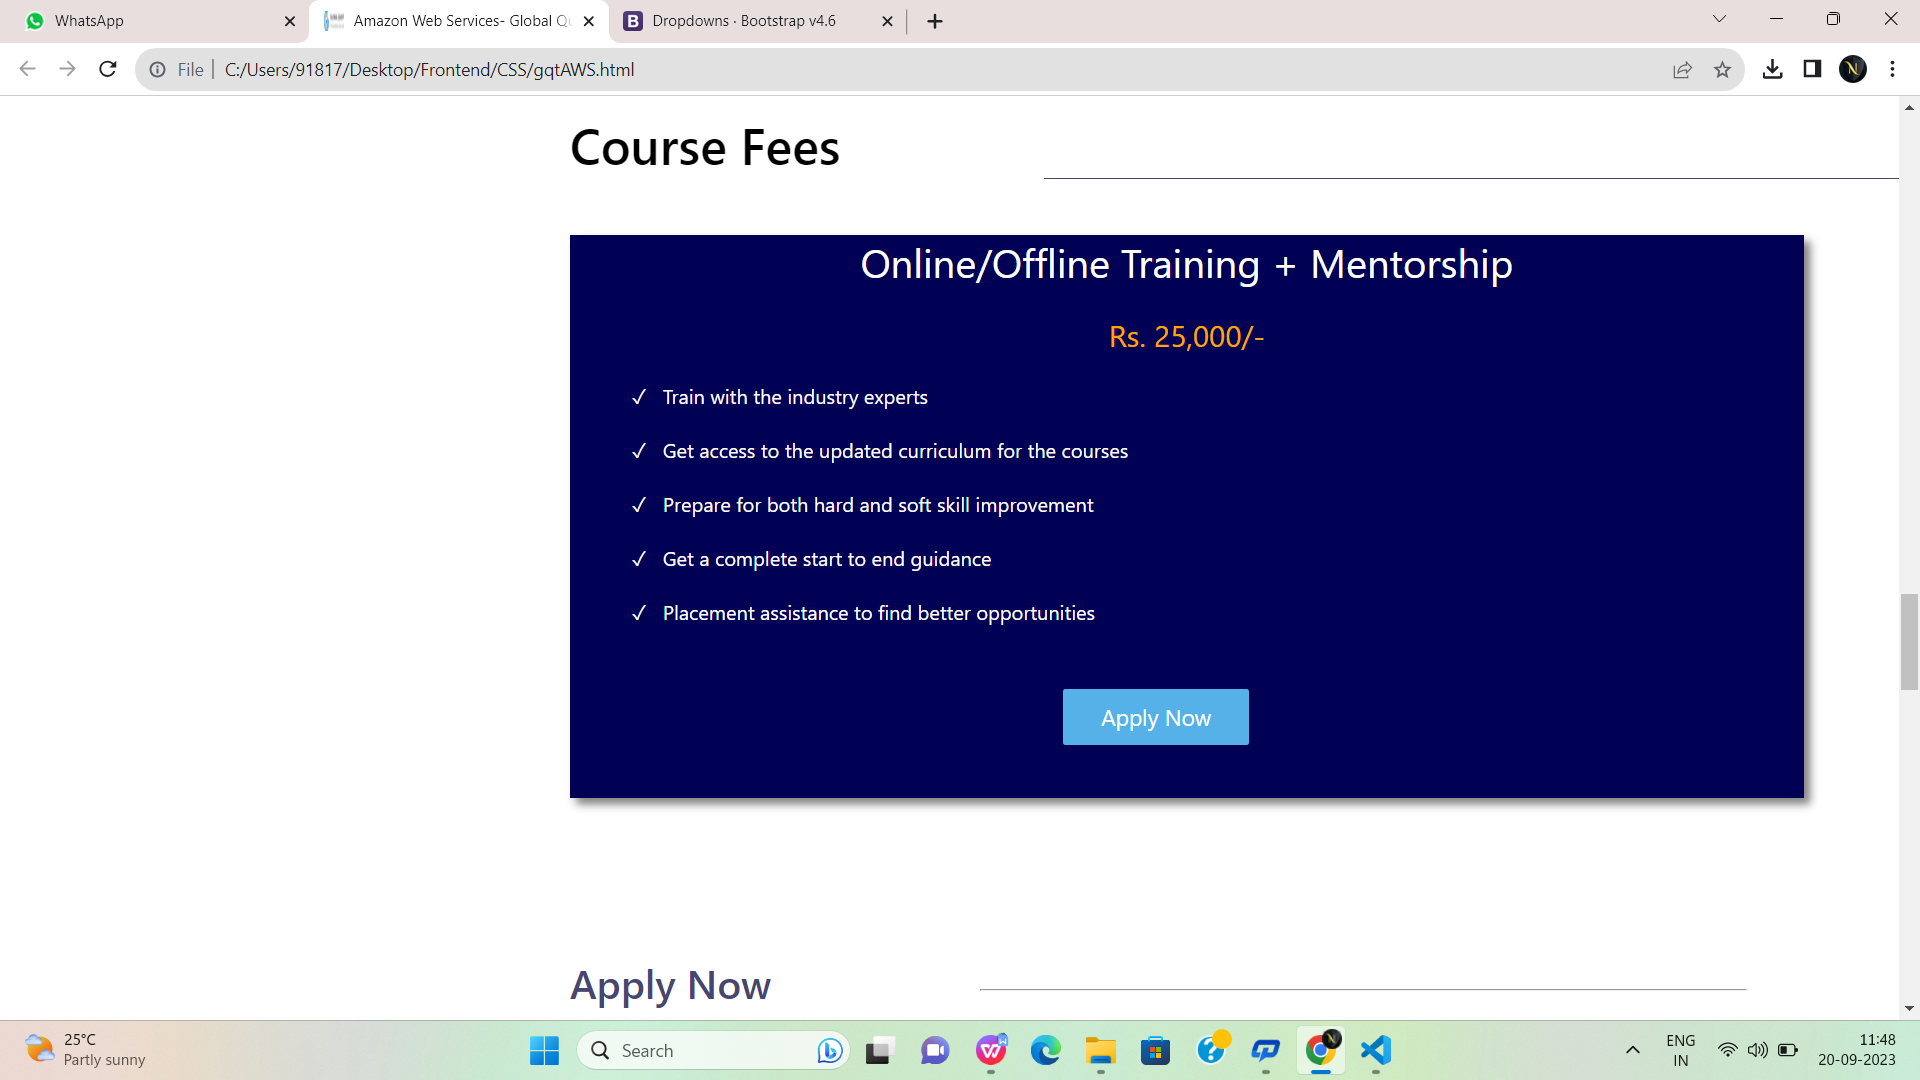 WhatsApp
Amazon Web Services- Global Qu
Dropdowns · Bootstrap v4.6
File
C:/Users/91817/Desktop/Frontend/CSS/gqtAWS.html
Course Fees
Online/Offline Training + Mentorship
Rs. 25,000/-
✓ Train with the industry experts
✓ Get access to the updated curriculum for the courses
✓ Prepare for both hard and soft skill improvement
✓ Get a complete start to end guidance
✓ Placement assistance to find better opportunities
Apply Now
Apply Now
25°C
Partly sunny
Search
ENG
IN
11:48
20-09-2023